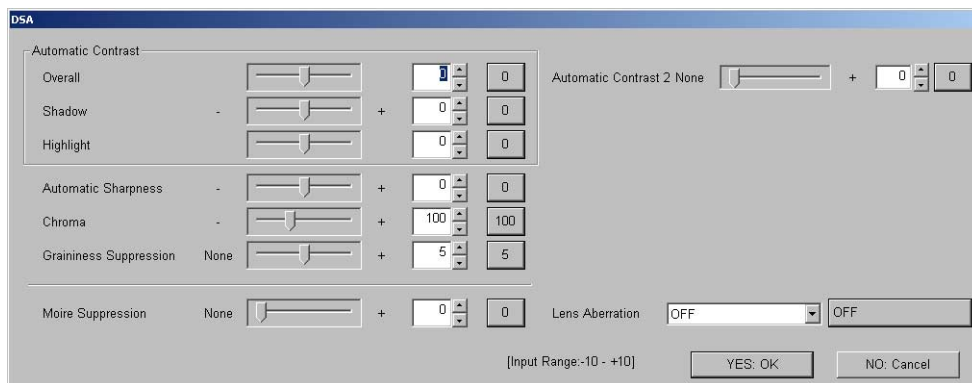 DSA
Automatic Contrast
Overall 0 0
Automatic Contrast 2 None + 0 0
Shadow - + 0 0
Highlight 0 0
Automatic Sharpness - + 0 0
Chroma - + 100 100
Graininess Suppression None + 5 5
Moire Suppression None + 0 0
Lens Aberration OFF OFF
[Input Range:-10 - +10] YES: OK NO: Cancel